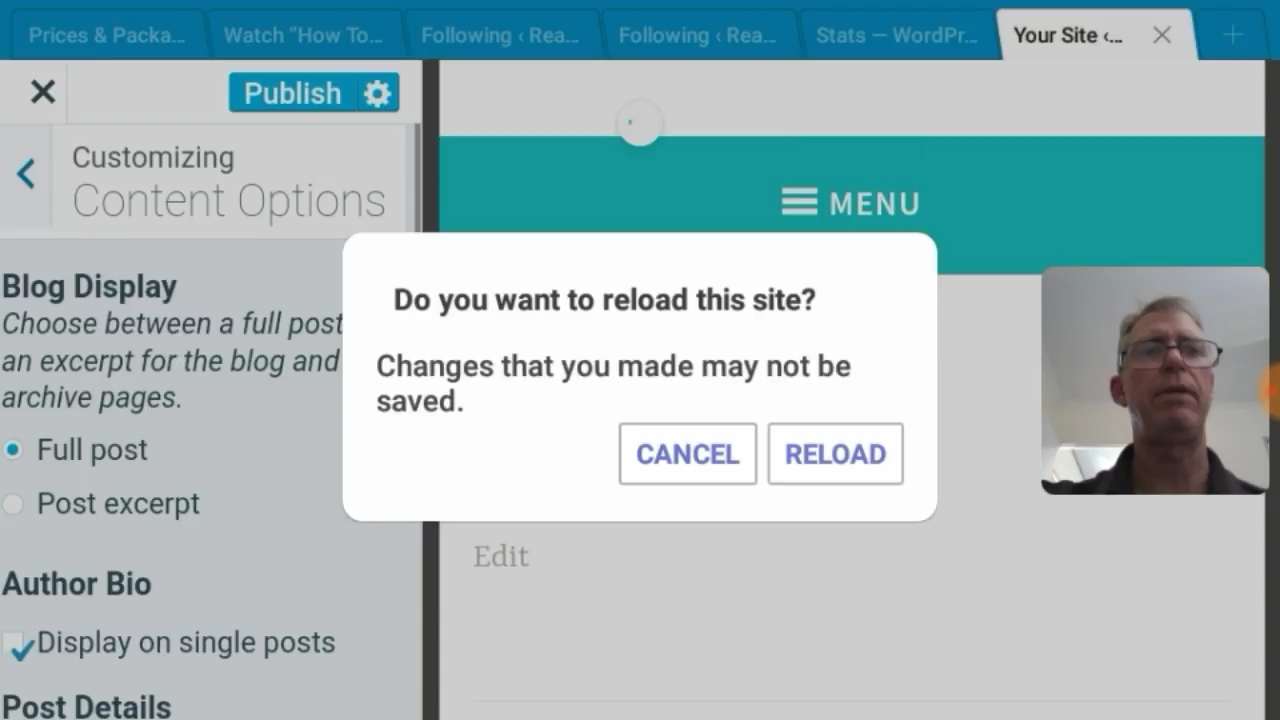 Prices & Packa...
Watch “How To...
Following ‹ Rea...
Following ‹ Rea...
Stats — WordPr...
Your Site ‹...
Publish
Customizing
Content Options
MENU
Blog Display
Choose between a full post
an excerpt for the blog and
archive pages.
Full post
Post excerpt
Author Bio
Display on single posts
Post Details
Do you want to reload this site?
Changes that you made may not be
saved.
CANCEL
RELOAD
Edit